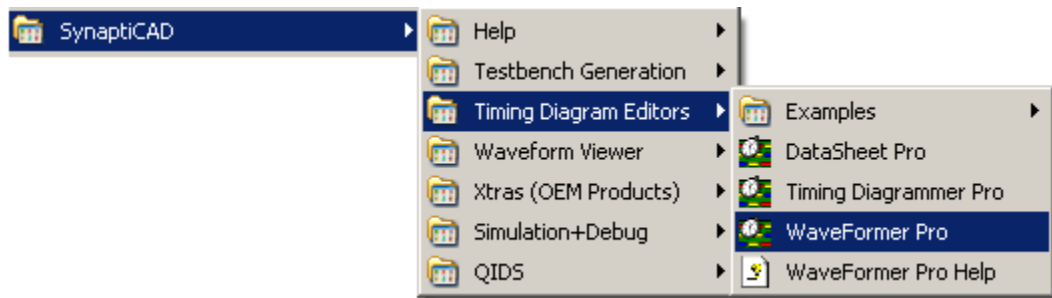 SynaptiCAD
Help
Testbench Generation
Timing Diagram Editors
Waveform Viewer
Xtras (OEM Products)
Simulation+Debug
QIDS
Examples
DataSheet Pro
Timing Diagrammer Pro
WaveFormer Pro
WaveFormer Pro Help